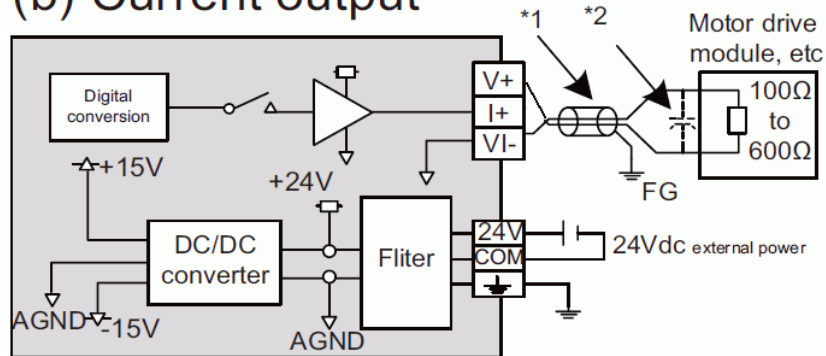 (b) Current output
*1
*2
Motor drive
module, etc
Digital
conversion
V+
I+
VI-
100Ω
to
600Ω
+15V
+24V
FG
DC/DC
converter
Fliter
24V
COM
24Vdc external power
AGND
-15V
AGND